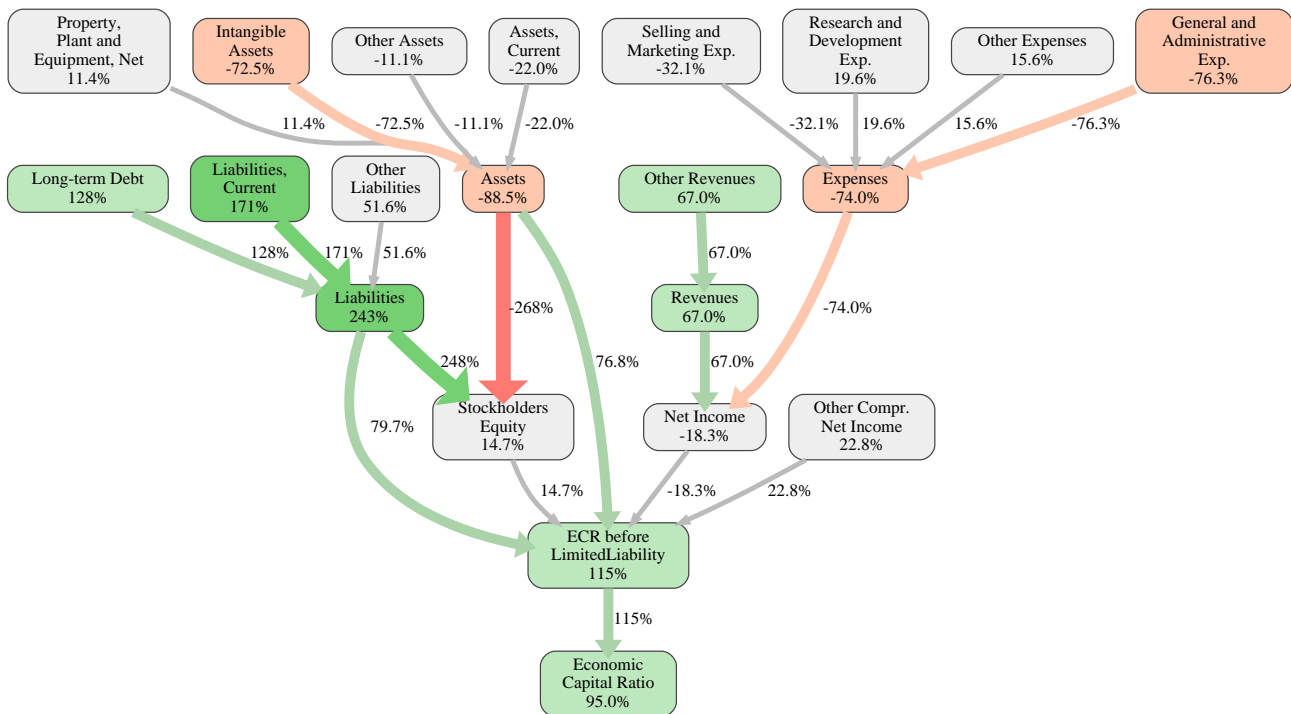 Property,
Plant and
Equipment, Net
11.4%
Intangible
Assets
-72.5%
Other Assets
-11.1%
Assets,
Current
-22.0%
Selling and
Marketing Exp.
-32.1%
Research and
Development
Exp.
19.6%
Other Expenses
15.6%
General and
Administrative
Exp.
-76.3%
11.4%
-72.5%
-11.1%
-22.0%
-32.1%
19.6%
15.6%
-76.3%
Long-term Debt
128%
Liabilities,
Current
171%
Other
Liabilities
51.6%
Assets
-88.5%
Other Revenues
67.0%
Expenses
-74.0%
128%
171%
51.6%
67.0%
Liabilities
243%
-268%
Revenues
67.0%
-74.0%
248%
76.8%
67.0%
79.7%
Stockholders
Equity
14.7%
Net Income
-18.3%
Other Compr.
Net Income
22.8%
14.7%
-18.3%
22.8%
ECR before
LimitedLiability
115%
115%
Economic
Capital Ratio
95.0%